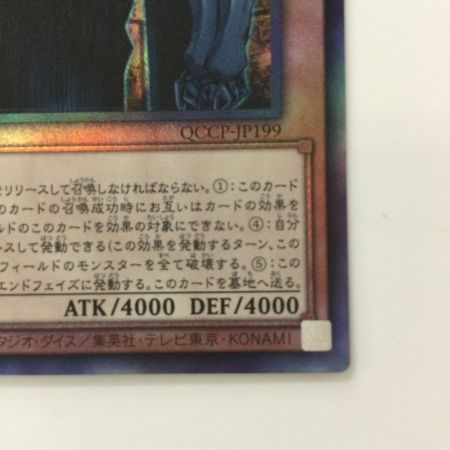 QCCP-JP199
をリリースして召喚しなければならない。①：このカード
のカードの召喚成功時にお互いはカードの効果を
ルドのこのカードを効果の対象にできない。④：自分
ースして発動できる(この効果を発動するターン、この
フィールドのモンスターを全て破壊する。⑤：この
エンドフェイズに発動する。このカードを墓地へ送る。
ATK/4000 DEF/4000
タジオ・ダイス／集英社・テレビ東京・KONAMI